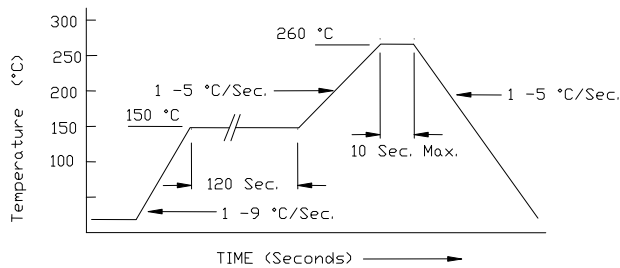 300
260 °C
250
Temperature (°C)
200
1 -5 °C/Sec.
1 -5 °C/Sec.
150 °C
150
10 Sec. Max.
100
120 Sec.
1 -9 °C/Sec.
TIME (Seconds)